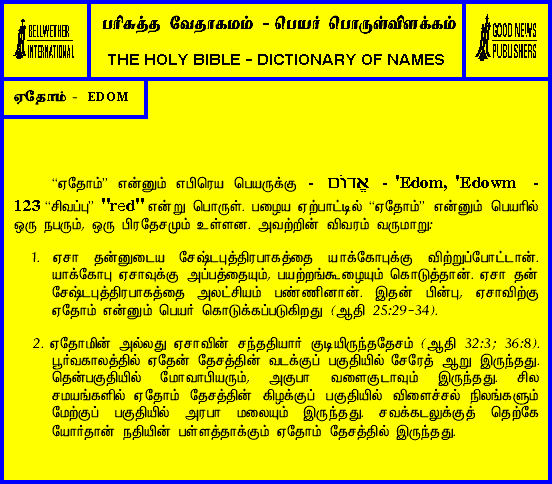 BELLWETHER
INTERNATIONAL
பரிசுத்த வேதாகமம் - பெயர் பொருள்விளக்கம்
THE HOLY BIBLE - DICTIONARY OF NAMES
GOOD NEWS
PUBLISHERS
ஏதோம் - EDOM
“ஏதோம்” என்னும் எபிரெய பெயருக்கு - אֱדוֹם - 'Edom, 'Edowm -
123 “சிவப்பு” "red" என்று பொருள். பழைய ஏற்பாட்டில் “ஏதோம்” என்னும் பெயரில்
ஒரு நபரும், ஒரு பிரதேசமும் உள்ளன. அவற்றின் விவரம் வருமாறு:
1. ஏசா தன்னுடைய சேஷ்டபுத்திரபாகத்தை யாக்கோபுக்கு விற்றுப்போட்டான்.
யாக்கோபு ஏசாவுக்கு அப்பத்தையும், பயற்றங்கூழையும் கொடுத்தான். ஏசா தன்
சேஷ்டபுத்திரபாகத்தை அலட்சியம் பண்ணினான். இதன் பின்பு, ஏசாவிற்கு
ஏதோம் என்னும் பெயர் கொடுக்கப்படுகிறது (ஆதி 25:29-34).
2. ஏதோமின் அல்லது ஏசாவின் சந்ததியார் குடியிருந்ததேசம் (ஆதி 32:3; 36:8).
பூர்வகாலத்தில் ஏதேன் தேசத்தின் வடக்குப் பகுதியில் சேரேத் ஆறு இருந்தது.
தென்பகுதியில் மோவாபியரும், அகுபா வளைகுடாவும் இருந்தது. சில
சமயங்களில் ஏதோம் தேசத்தின் கிழக்குப் பகுதியில் விளைச்சல் நிலங்களும்
மேற்குப் பகுதியில் அரபா மலையும் இருந்தது. சவக்கடலுக்குத் தெற்கே
யோர்தான் நதியின் பள்ளத்தாக்கும் ஏதோம் தேசத்தில் இருந்தது.